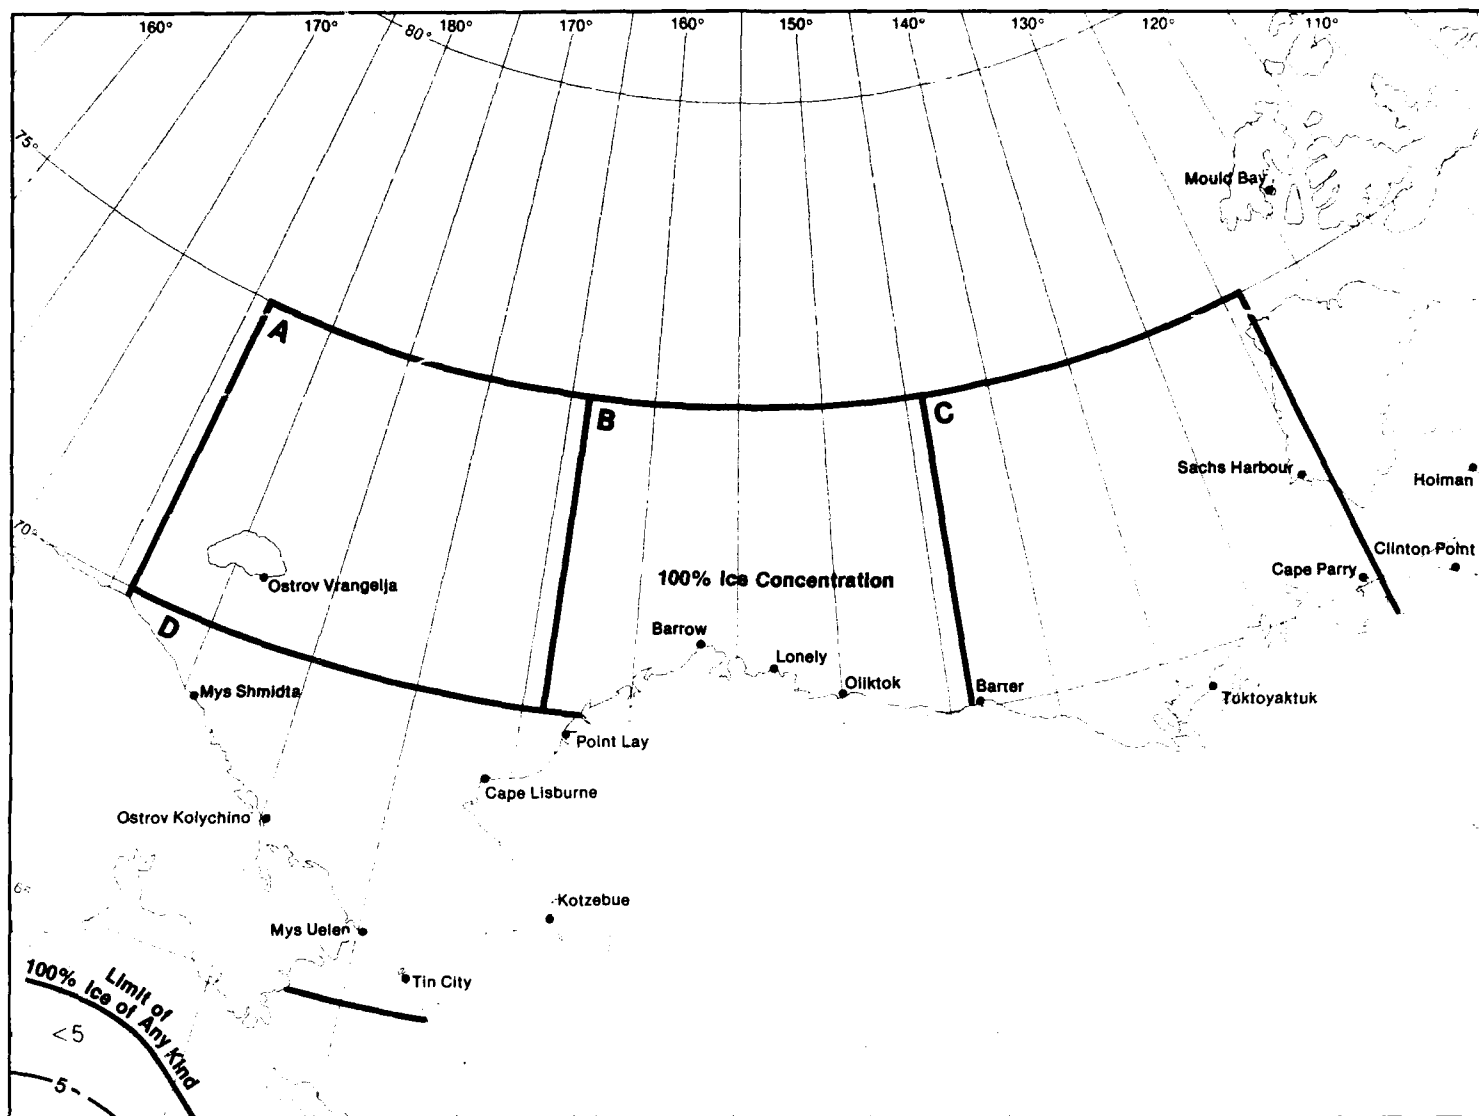 160°
170°
180°
170°
160°
150°
140°
130°
120°
110°
80°
75°
Mould Bay
A
B
C
Sachs Harbour
Holman
70°
Clinton Point
Cape Parry
Ostrov Vrangelja
100% Ice Concentration
D
Barrow
Lonely
Mys Shmidta
Oliktok
Barter
Toktoyaktuk
Point Lay
Cape Lisburne
Ostrov Kolychino
Kotzebue
Mys Uelen
Tin City
Limit of
100% Ice of Any Kind
<5
5